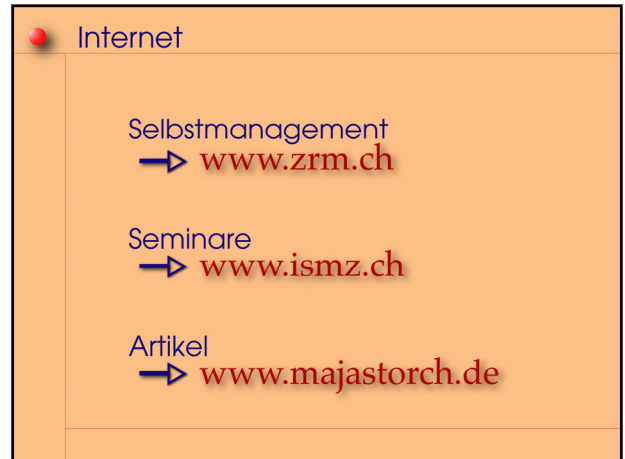 Internet
Selbstmanagement
www.zrm.ch
Seminare
www.ismz.ch
Artikel
www.majastorch.de